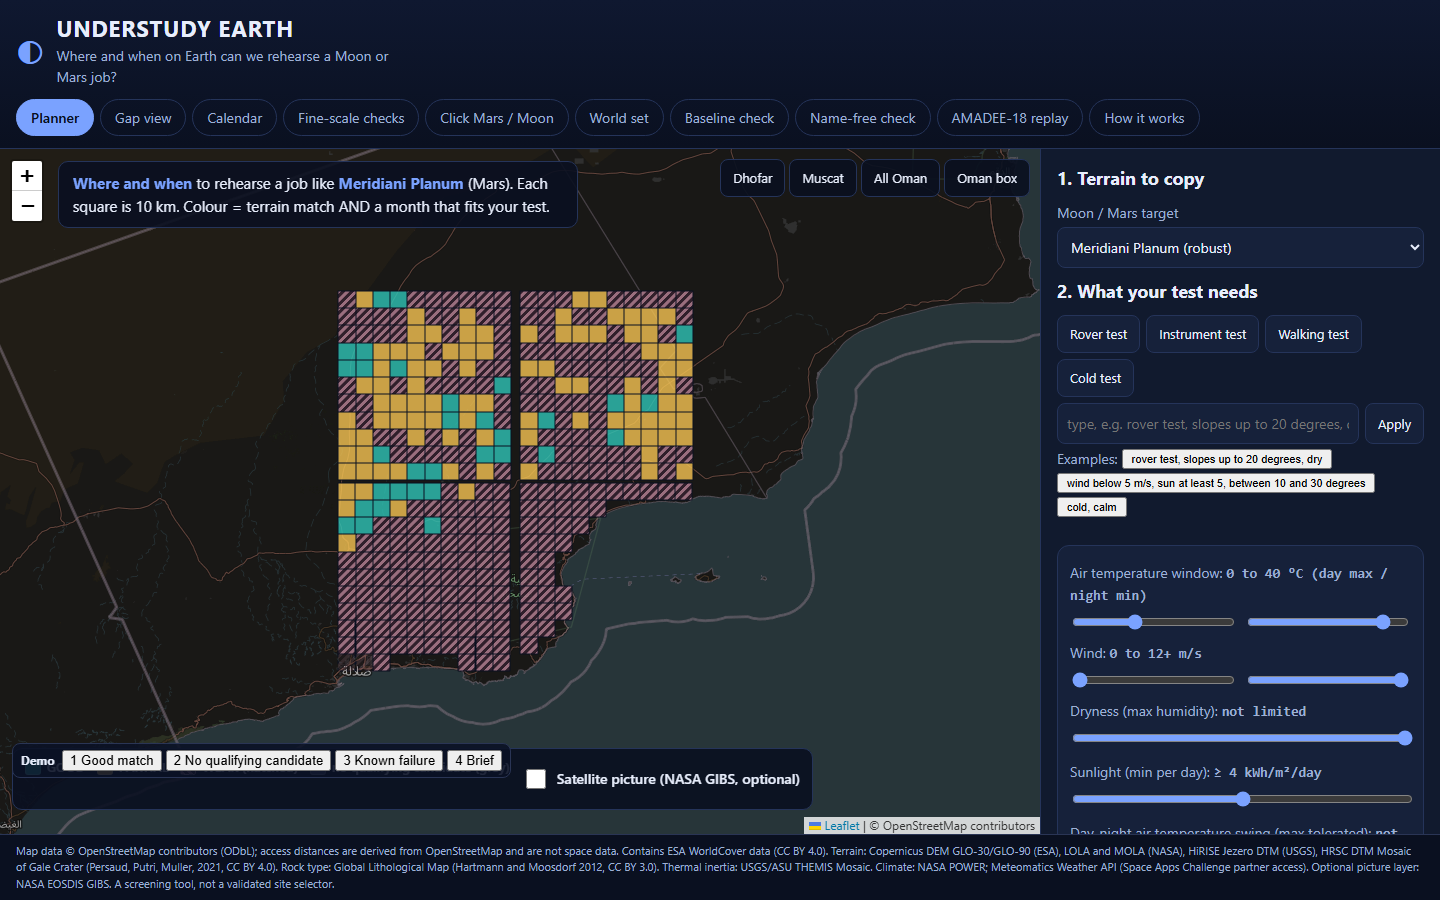 UNDERSTUDY EARTH
Where and when on Earth can we rehearse a Moon or
Mars job?
Planner
Gap view
Calendar
Fine-scale checks
Click Mars / Moon
World set
Baseline check
Name-free check
AMADEE-18 replay
How it works
+
−
Where and when to rehearse a job like Meridiani Planum (Mars). Each
square is 10 km. Colour = terrain match AND a month that fits your test.
Dhofar
Muscat
All Oman
Oman box
صلالة
Demo
1 Good match
2 No qualifying candidate
3 Known failure
4 Brief
Satellite picture (NASA GIBS, optional)
Leaflet | © OpenStreetMap contributors
1. Terrain to copy
Moon / Mars target
Meridiani Planum (robust)
2. What your test needs
Rover test
Instrument test
Walking test
Cold test
type, e.g. rover test, slopes up to 20 degrees,
Apply
Examples:
rover test, slopes up to 20 degrees, dry
wind below 5 m/s, sun at least 5, between 10 and 30 degrees
cold, calm
Air temperature window: 0 to 40 °C (day max /
night min)
Wind: 0 to 12+ m/s
Dryness (max humidity): not limited
Sunlight (min per day): ≥ 4 kWh/m²/day
Day-night air temperature swing (max tolerated): not
Map data © OpenStreetMap contributors (ODbL); access distances are derived from OpenStreetMap and are not space data. Contains ESA WorldCover data (CC BY 4.0). Terrain: Copernicus DEM GLO-30/GLO-90 (ESA), LOLA and MOLA (NASA), HiRISE Jezero DTM (USGS), HRSC DTM Mosaic
of Gale Crater (Persaud, Putri, Muller, 2021, CC BY 4.0). Rock type: Global Lithological Map (Hartmann and Moosdorf 2012, CC BY 3.0). Thermal inertia: USGS/ASU THEMIS Mosaic. Climate: NASA POWER; Meteomatics Weather API (Space Apps Challenge partner access). Optional picture layer:
NASA EOSDIS GIBS. A screening tool, not a validated site selector.